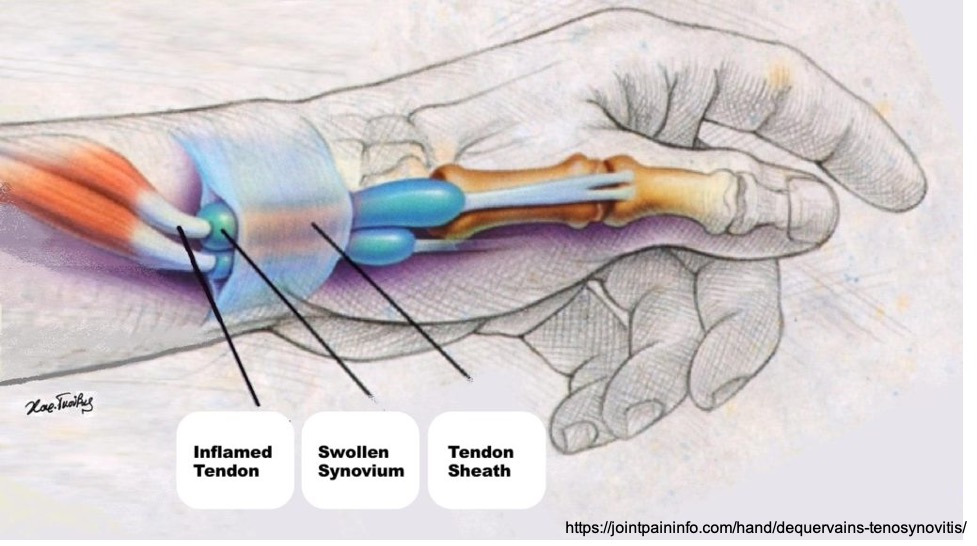 Inflamed
Tendon
Swollen
Synovium
Tendon
Sheath
https://jointpaininfo.com/hand/dequervains-tenosynovitis/